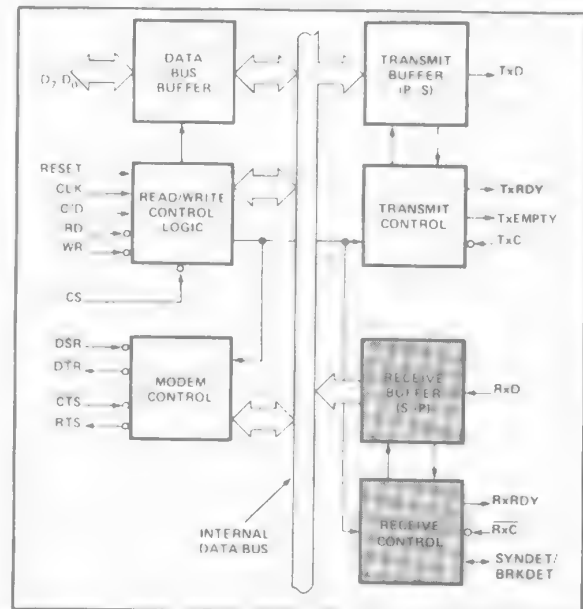 DATA
BUS
BUFFER
D7 D0
TRANSMIT
BUFFER
(P S)
TxD
RESET
CLK
C/D
RD
WR
CS
READ/WRITE
CONTROL
LOGIC
TRANSMIT
CONTROL
TxRDY
TxEMPTY
TxC
DSR
DTR
CTS
RTS
MODEM
CONTROL
RECEIVE
BUFFER
(S P)
RxD
INTERNAL
DATA BUS
RECEIVE
CONTROL
RxRDY
RxC
SYNDET/
BRKDET